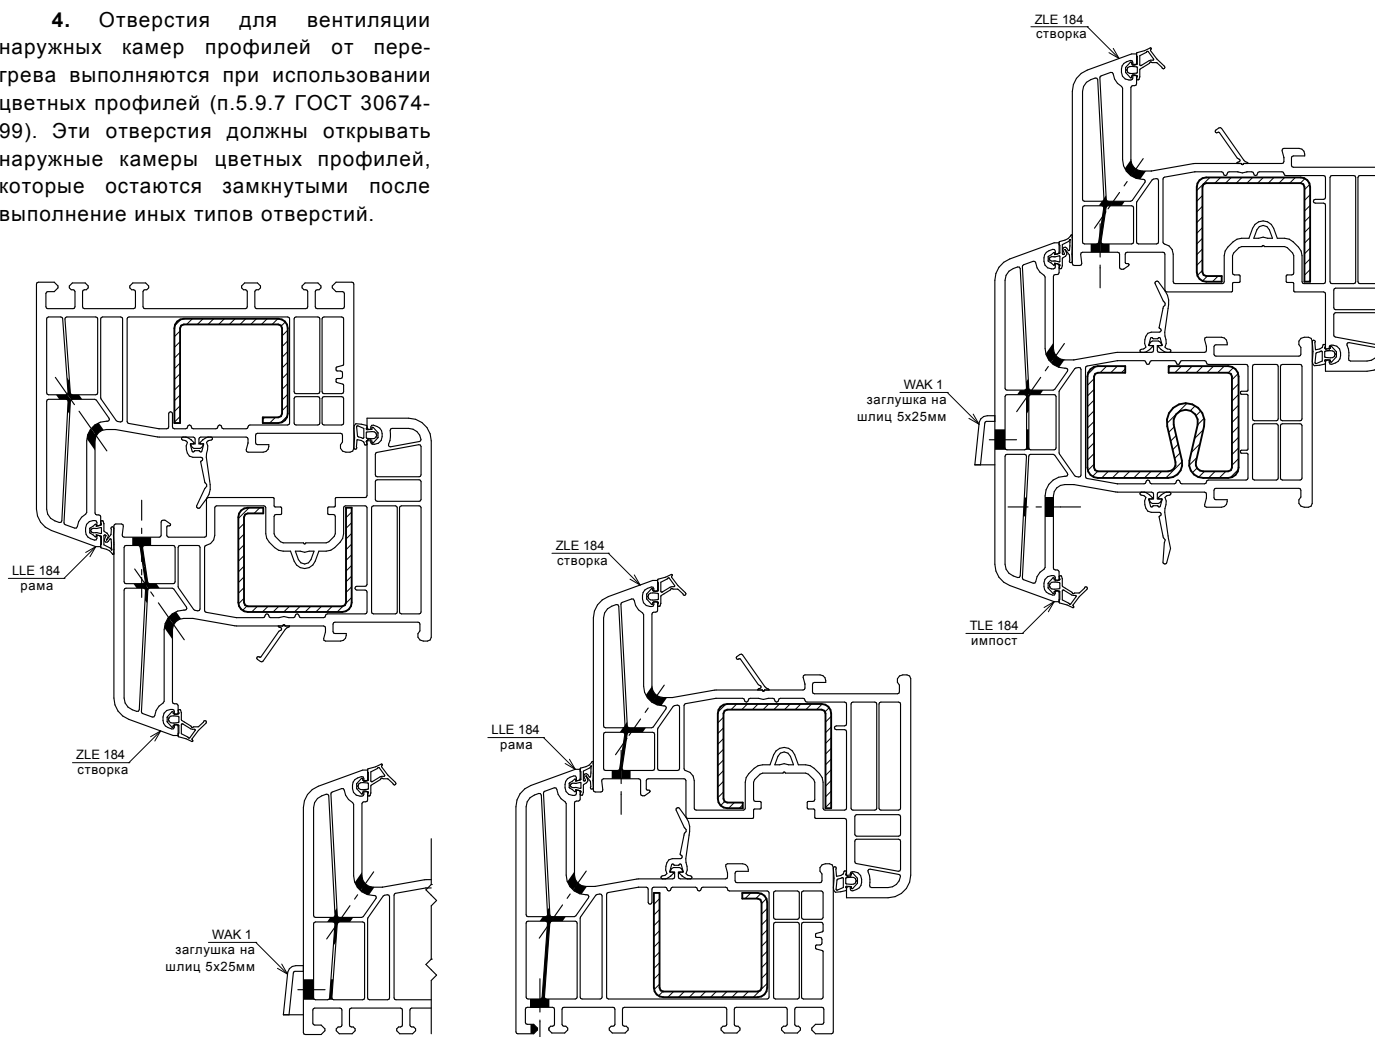 4. Отверстия для вентиляции
наружных камер профилей от пере-
грева выполняются при использовании
цветных профилей (п.5.9.7 ГОСТ 30674-
99). Эти отверстия должны открывать
наружные камеры цветных профилей,
которые остаются замкнутыми после
выполнение иных типов отверстий.
ZLE 184
створка
WAK 1
заглушка на
шлиц 5х25мм
TLE 184
импост
LLE 184
рама
ZLE 184
створка
ZLE 184
створка
LLE 184
рама
WAK 1
заглушка на
шлиц 5х25мм